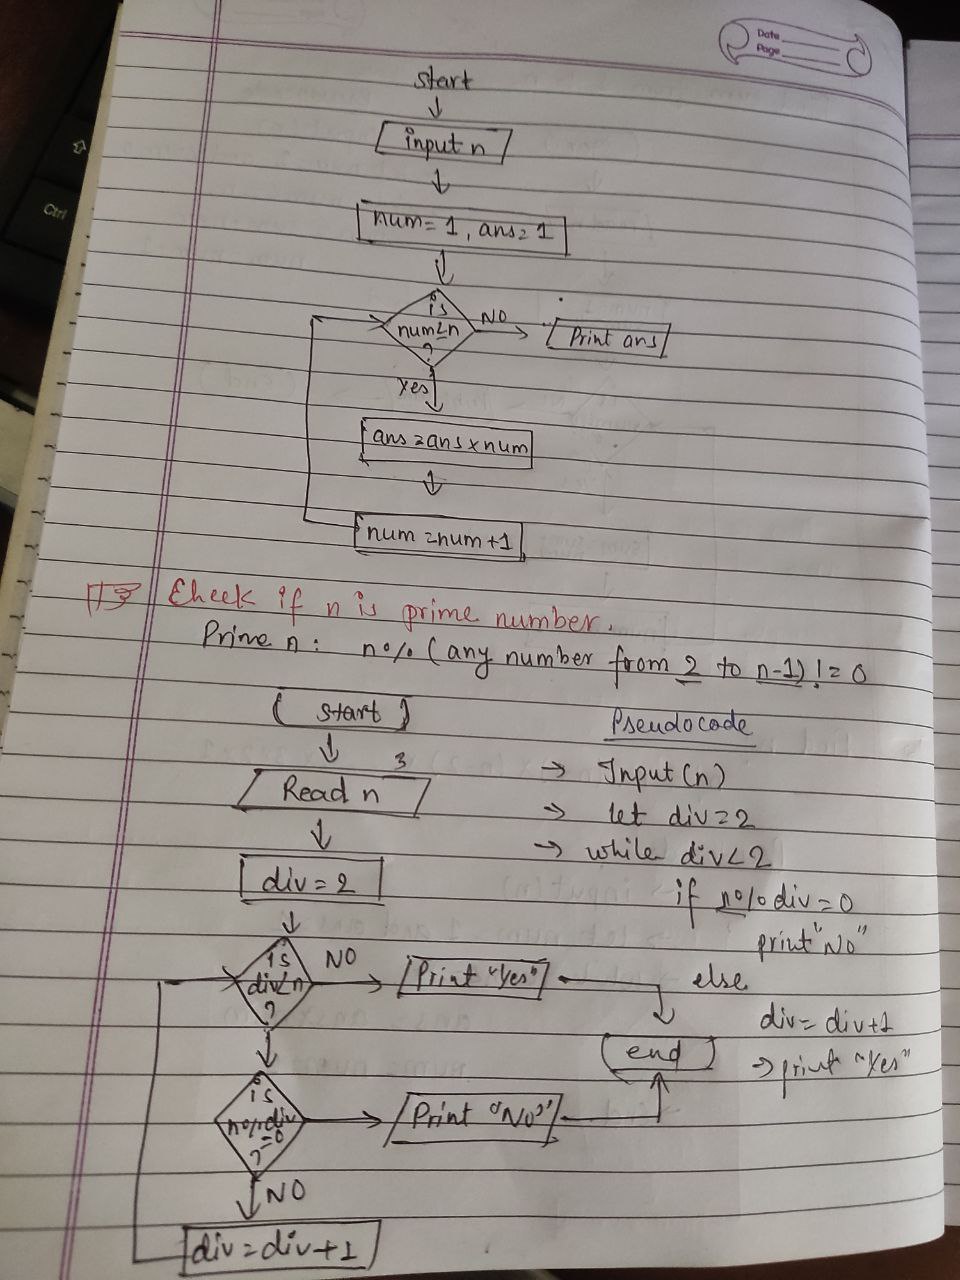 Date
Page
Ctrl
start
input n
num = 1, ans = 1
is
num≤n
?
NO
Print ans
Yes
ans = ans x num
num = num + 1
Check if n is prime number.
Prime n : n % (any number from 2 to n-1) != 0
start
Pseudocode
3
Read n
→ Input (n)
→ let div = 2
→ while div < 2
div = 2
if n % div = 0
print "No"
is
div<n
?
NO
Print "Yes"
else
div = div + 1
end
→ print "Yes"
is
n % div
= 0
?
Print "No"
NO
div = div + 1